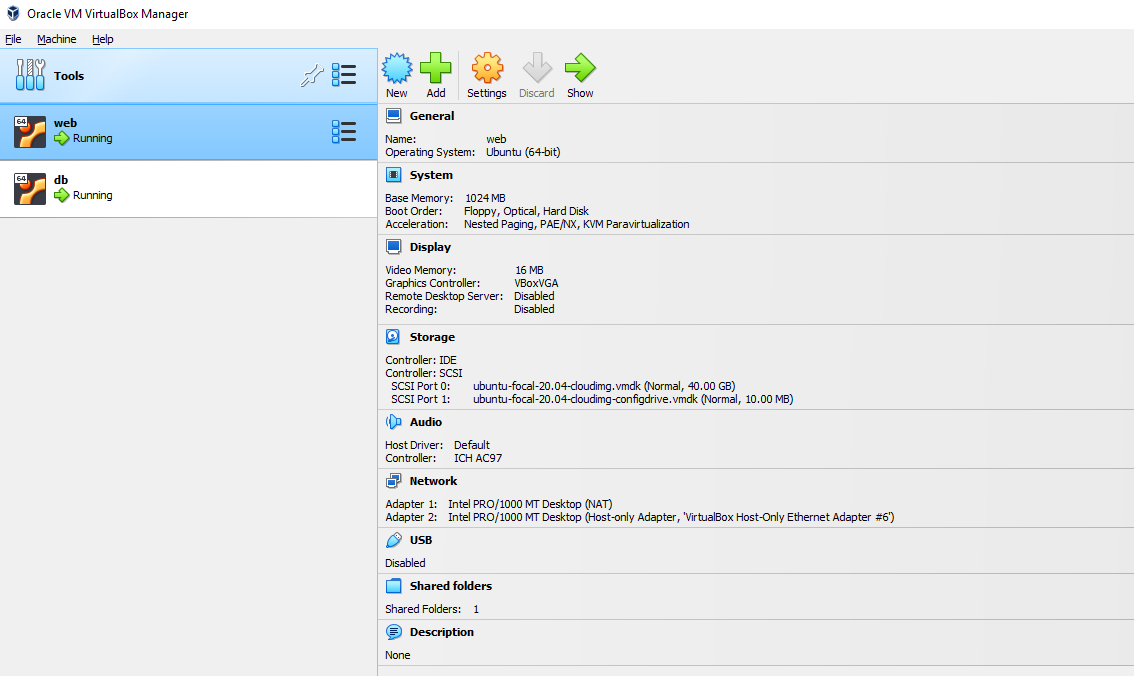 Oracle VM VirtualBox Manager
File Machine Help
Tools
New Add Settings Discard Show
64 web
Running
64 db
Running
General
Name: web
Operating System: Ubuntu (64-bit)
System
Base Memory: 1024 MB
Boot Order: Floppy, Optical, Hard Disk
Acceleration: Nested Paging, PAE/NX, KVM Paravirtualization
Display
Video Memory: 16 MB
Graphics Controller: VBoxVGA
Remote Desktop Server: Disabled
Recording: Disabled
Storage
Controller: IDE
Controller: SCSI
SCSI Port 0: ubuntu-focal-20.04-cloudimg.vmdk (Normal, 40.00 GB)
SCSI Port 1: ubuntu-focal-20.04-cloudimg-configdrive.vmdk (Normal, 10.00 MB)
Audio
Host Driver: Default
Controller: ICH AC97
Network
Adapter 1: Intel PRO/1000 MT Desktop (NAT)
Adapter 2: Intel PRO/1000 MT Desktop (Host-only Adapter, 'VirtualBox Host-Only Ethernet Adapter #6')
USB
Disabled
Shared folders
Shared Folders: 1
Description
None